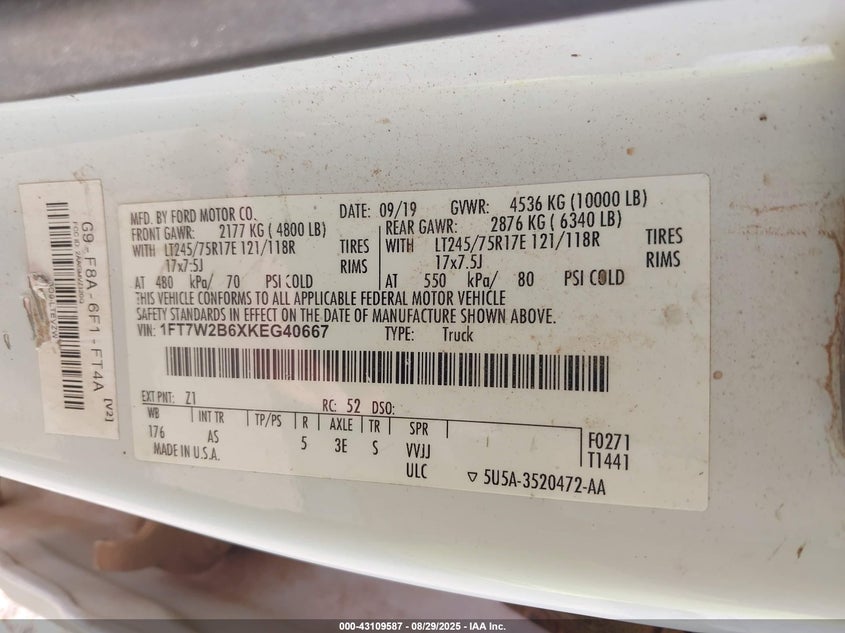 MFD. BY FORD MOTOR CO. DATE: 09/19 GVWR: 4536 KG (10000 LB)
FRONT GAWR: 2177 KG ( 4800 LB) REAR GAWR: 2876 KG ( 6340 LB)
WITH LT245/75R17E 121/118R TIRES WITH LT245/75R17E 121/118R TIRES
17x7.5J RIMS 17x7.5J RIMS
AT 480 kPa/ 70 PSI COLD AT 550 kPa/ 80 PSI COLD
THIS VEHICLE CONFORMS TO ALL APPLICABLE FEDERAL MOTOR VEHICLE
SAFETY STANDARDS IN EFFECT ON THE DATE OF MANUFACTURE SHOWN ABOVE.
VIN: 1FT7W2B6XKEG40667 TYPE: Truck
EXT PNT: Z1 RC: 52 DSO:
WB INT TR TP/PS R AXLE TR SPR F0271
176 AS 5 3E S VVJJ T1441
MADE IN U.S.A. ULC ▽ 5U5A-3520472-AA
G9-F8A-6F1-FT4A [V2]
000-43109587 - 08/29/2025 - IAA Inc.